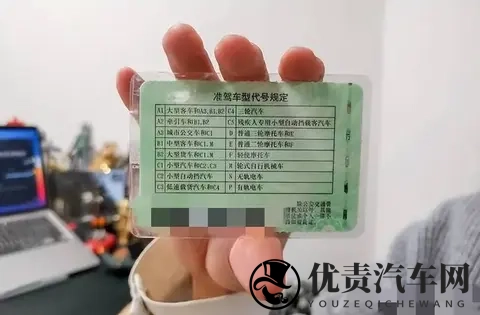 准驾车型代号规定
A1 大型客车和A3、B1、B2 C4 三轮汽车
A2 牵引车和B1、B2 C5 残疾人专用小型自动挡载客汽车
A3 城市公交车和C1 D 普通三轮摩托车和E
B1 中型客车和C1、M E 普通二轮摩托车和F
B2 大型货车和C1、M F 轻便摩托车
C1 小型汽车和C2、C3 M 轮式自行机械车
C2 小型自动挡汽车 N 无轨电车
C3 低速载货汽车和C4 P 有轨电车
优责汽车网
YOUZEQICHEWANG